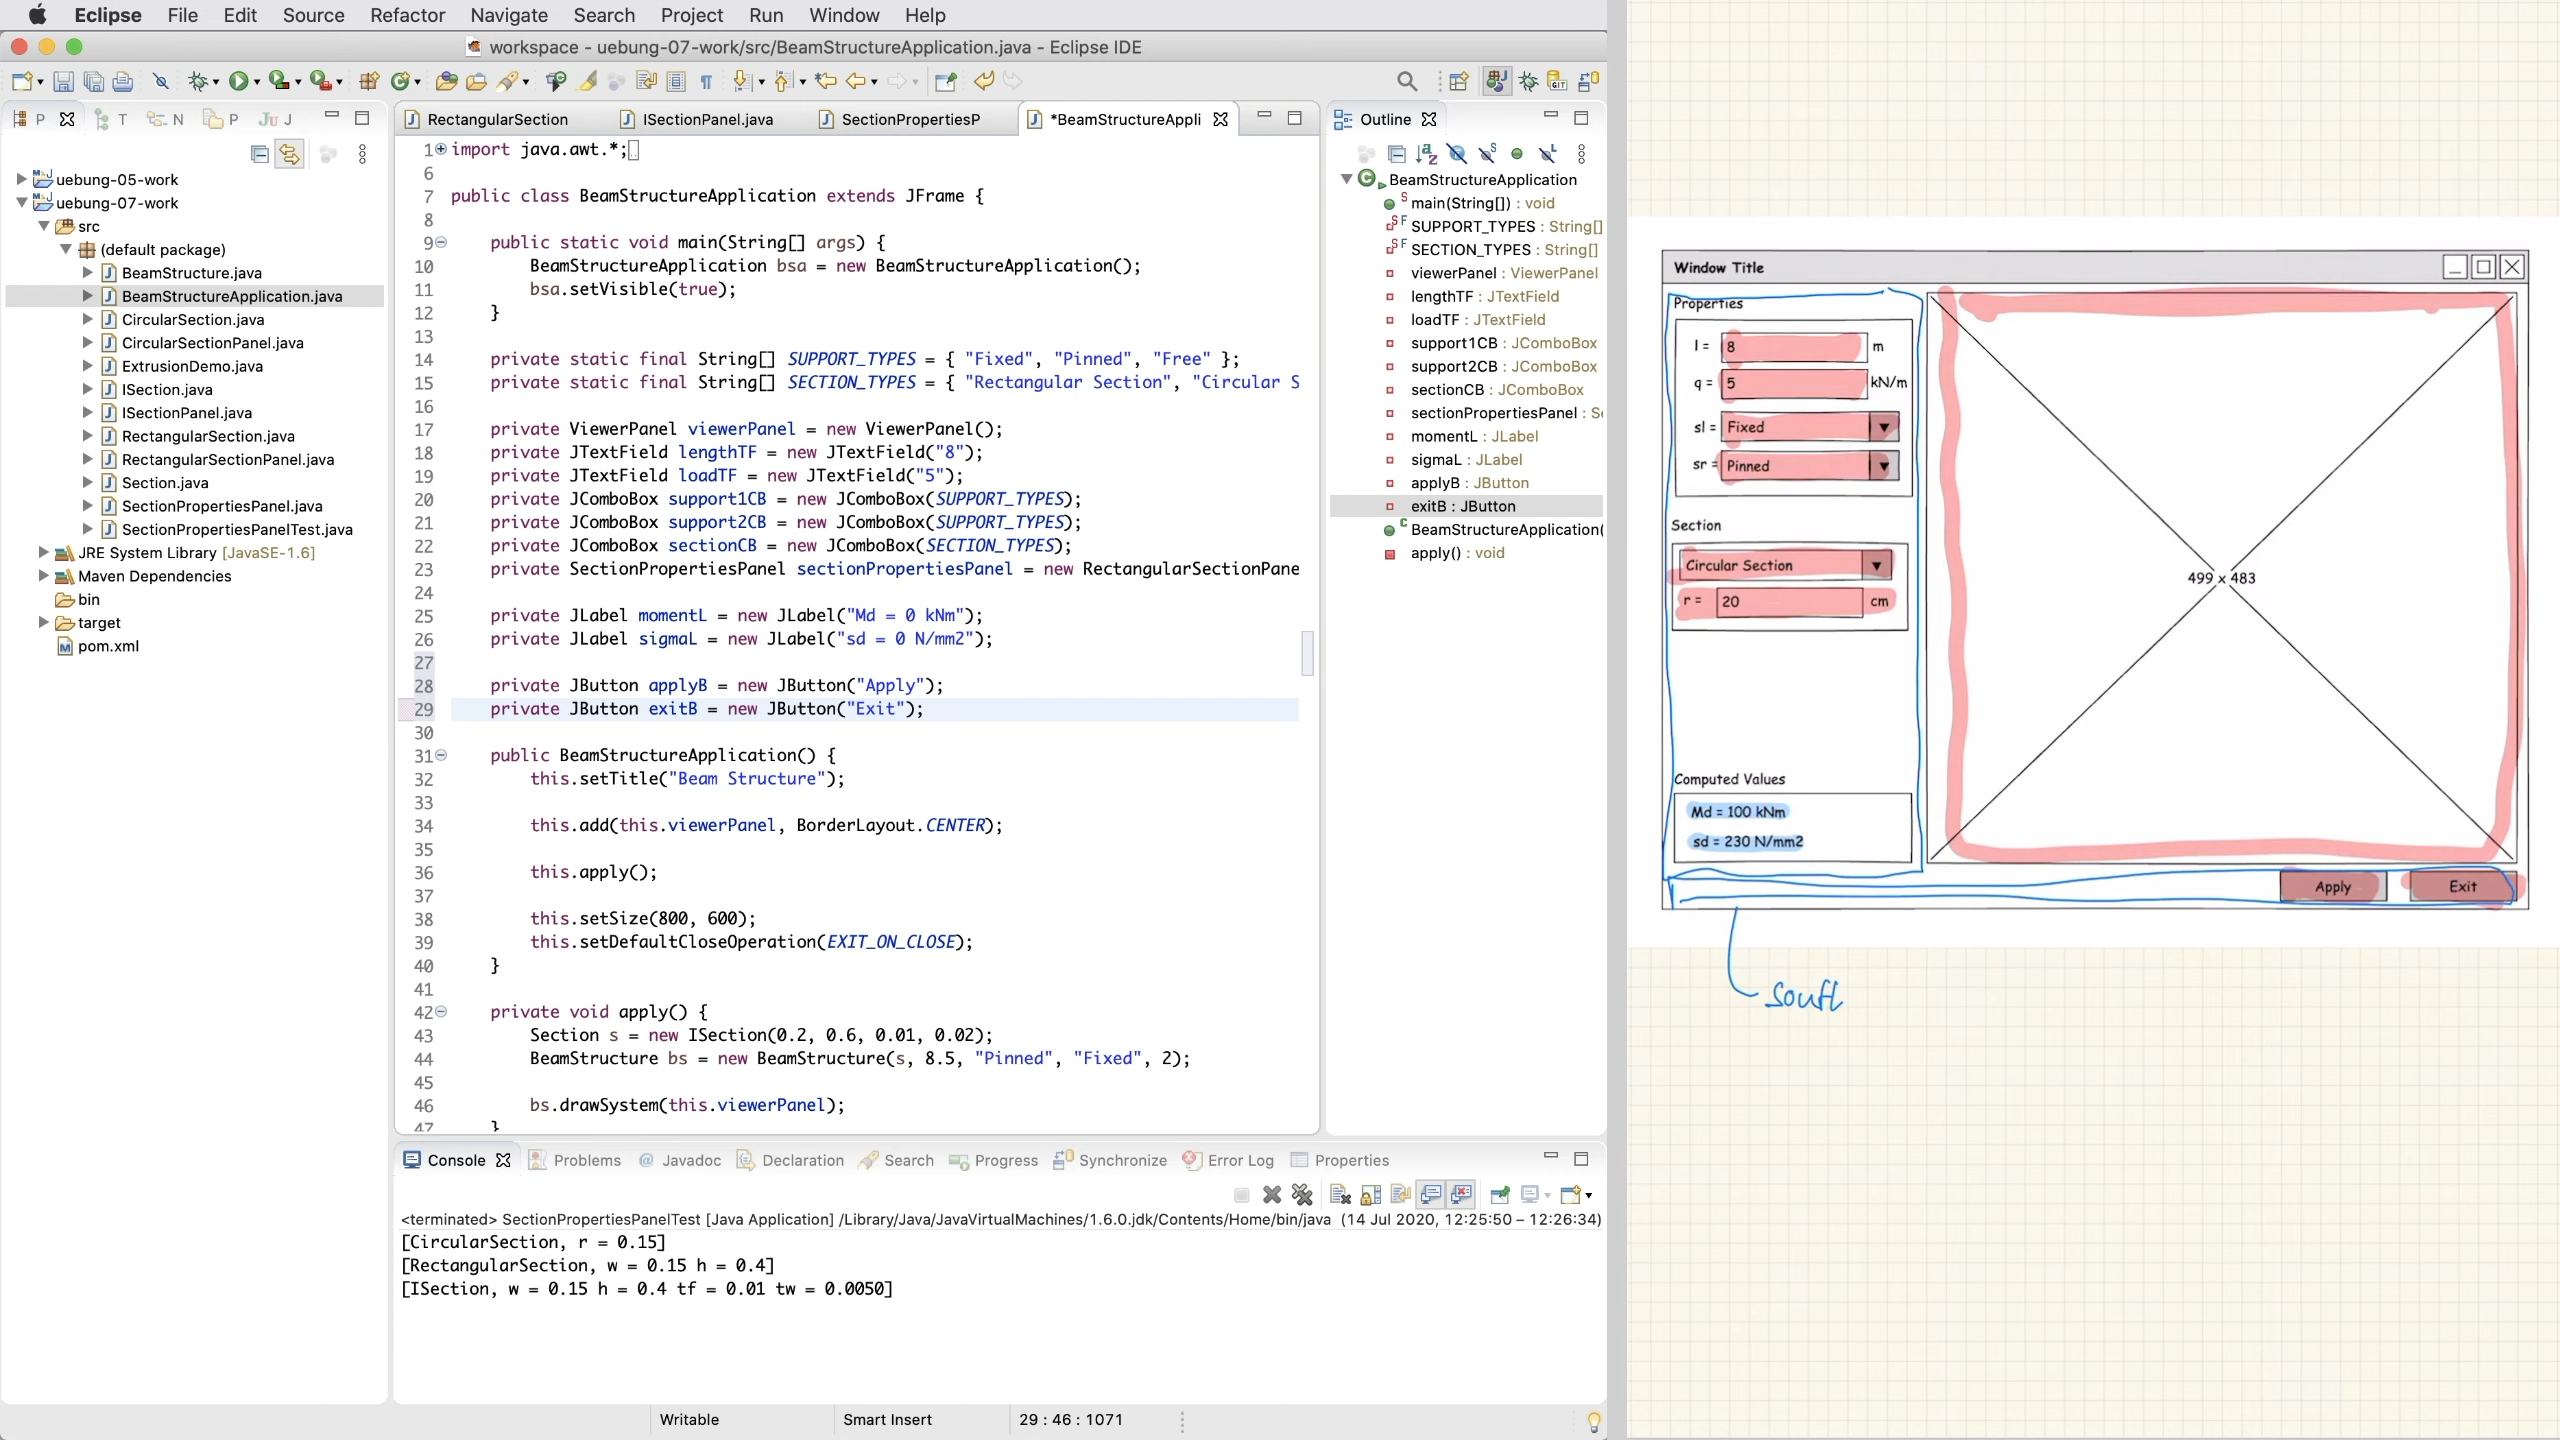 Eclipse File Edit Source Refactor Navigate Search Project Run Window Help
workspace - uebung-07-work/src/BeamStructureApplication.java - Eclipse IDE
P T N P J
uebung-05-work
uebung-07-work
src
(default package)
BeamStructure.java
BeamStructureApplication.java
CircularSection.java
CircularSectionPanel.java
ExtrusionDemo.java
ISection.java
ISectionPanel.java
RectangularSection.java
RectangularSectionPanel.java
Section.java
SectionPropertiesPanel.java
SectionPropertiesPanelTest.java
JRE System Library [JavaSE-1.6]
Maven Dependencies
bin
target
pom.xml
RectangularSection ISectionPanel.java SectionPropertiesP *BeamStructureAppli
1 import java.awt.*;
6
7 public class BeamStructureApplication extends JFrame {
8
9 public static void main(String[] args) {
10 BeamStructureApplication bsa = new BeamStructureApplication();
11 bsa.setVisible(true);
12 }
13
14 private static final String[] SUPPORT_TYPES = { "Fixed", "Pinned", "Free" };
15 private static final String[] SECTION_TYPES = { "Rectangular Section", "Circular S
16
17 private ViewerPanel viewerPanel = new ViewerPanel();
18 private JTextField lengthTF = new JTextField("8");
19 private JTextField loadTF = new JTextField("5");
20 private JComboBox support1CB = new JComboBox(SUPPORT_TYPES);
21 private JComboBox support2CB = new JComboBox(SUPPORT_TYPES);
22 private JComboBox sectionCB = new JComboBox(SECTION_TYPES);
23 private SectionPropertiesPanel sectionPropertiesPanel = new RectangularSectionPane
24
25 private JLabel momentL = new JLabel("Md = 0 kNm");
26 private JLabel sigmaL = new JLabel("sd = 0 N/mm2");
27
28 private JButton applyB = new JButton("Apply");
29 private JButton exitB = new JButton("Exit");
30
31 public BeamStructureApplication() {
32 this.setTitle("Beam Structure");
33
34 this.add(this.viewerPanel, BorderLayout.CENTER);
35
36 this.apply();
37
38 this.setSize(800, 600);
39 this.setDefaultCloseOperation(EXIT_ON_CLOSE);
40 }
41
42 private void apply() {
43 Section s = new ISection(0.2, 0.6, 0.01, 0.02);
44 BeamStructure bs = new BeamStructure(s, 8.5, "Pinned", "Fixed", 2);
45
46 bs.drawSystem(this.viewerPanel);
47 }
Outline
BeamStructureApplication
main(String[]) : void
SUPPORT_TYPES : String[]
SECTION_TYPES : String[]
viewerPanel : ViewerPanel
lengthTF : JTextField
loadTF : JTextField
support1CB : JComboBox
support2CB : JComboBox
sectionCB : JComboBox
sectionPropertiesPanel : Se
momentL : JLabel
sigmaL : JLabel
applyB : JButton
exitB : JButton
BeamStructureApplication(
apply() : void
Console Problems Javadoc Declaration Search Progress Synchronize Error Log Properties
<terminated> SectionPropertiesPanelTest [Java Application] /Library/Java/JavaVirtualMachines/1.6.0.jdk/Contents/Home/bin/java (14 Jul 2020, 12:25:50 – 12:26:34)
[CircularSection, r = 0.15]
[RectangularSection, w = 0.15 h = 0.4]
[ISection, w = 0.15 h = 0.4 tf = 0.01 tw = 0.0050]
Writable Smart Insert 29 : 46 : 1071
Window Title
Properties
l = 8 m
q = 5 kN/m
sl = Fixed
sr = Pinned
Section
Circular Section
r = 20 cm
499 x 483
Computed Values
Md = 100 kNm
sd = 230 N/mm2
Apply Exit